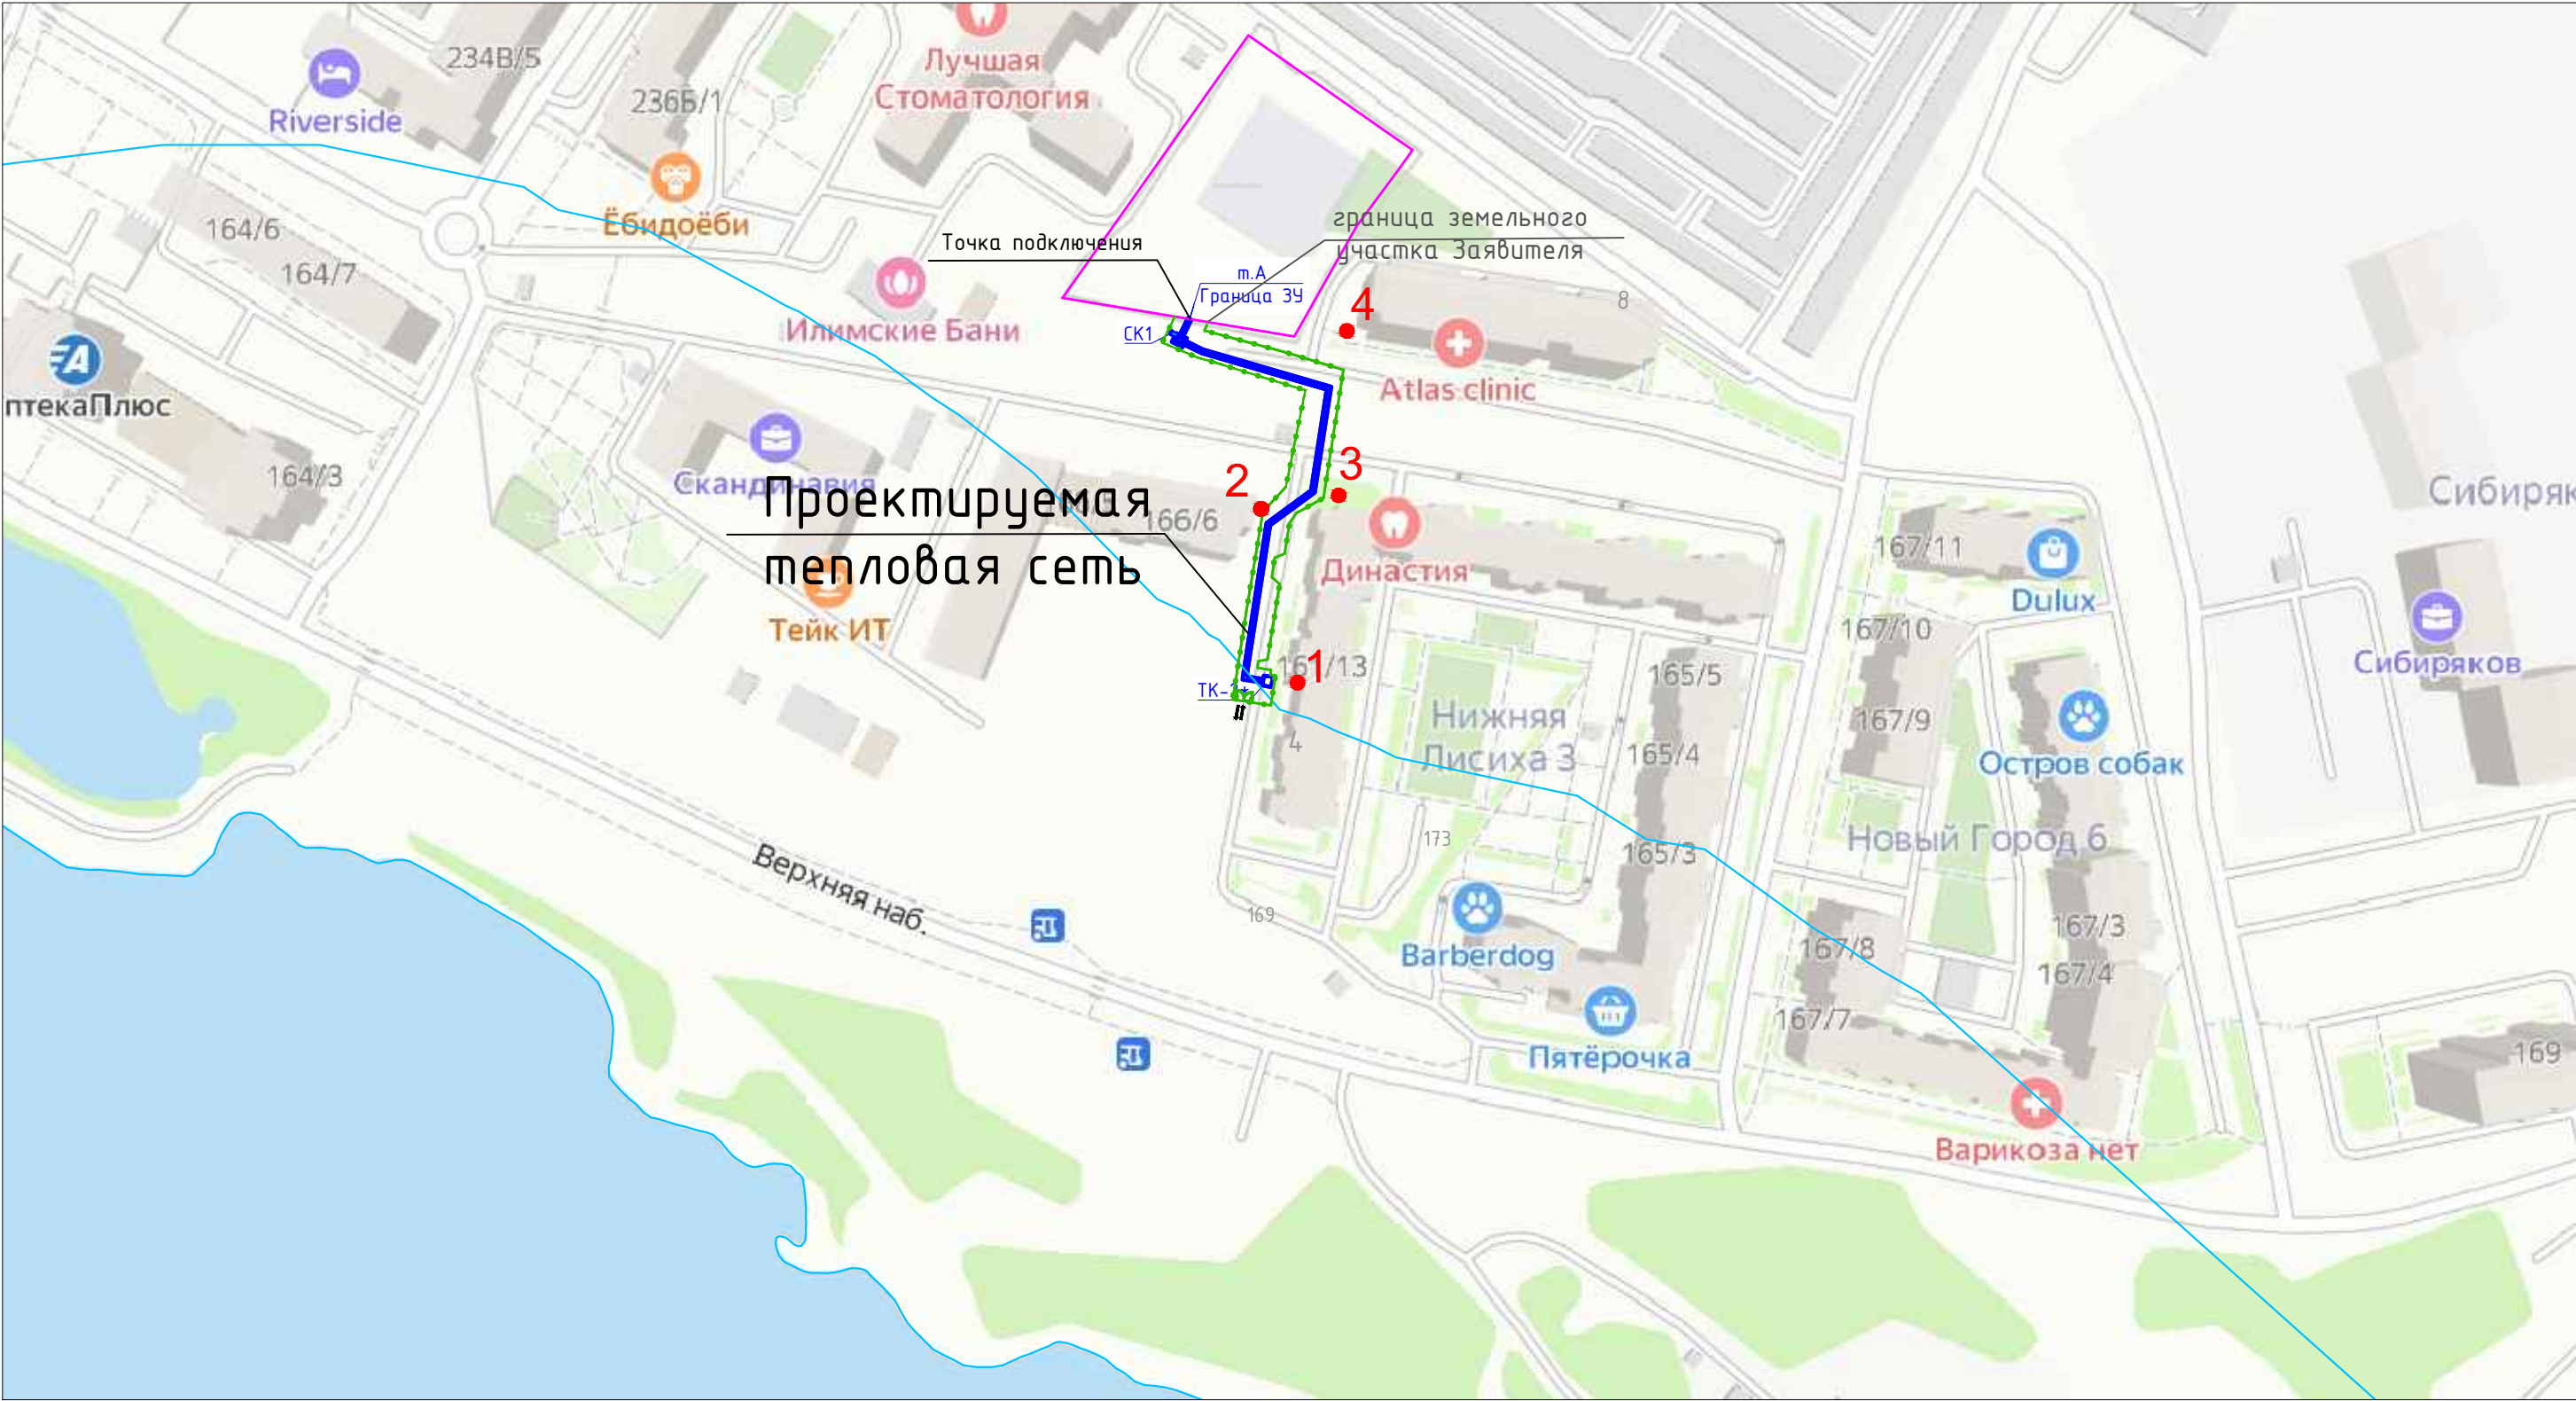 234В/5
Riverside
236Б/1
Лучшая
Стоматология
164/6
164/7
Ёбидоёби
Точка подключения
граница земельного
участка Заявителя
т.А
Граница ЗУ
СК1
Илимские Бани
4
8
Atlas clinic
птекаПлюс
164/3
Скандинавия
Проектируемая
тепловая сеть
166/6
2
3
Династия
Тейк ИТ
167/11
Dulux
Сибиряк
167/10
Сибиряков
1
ТК-
165/5
Нижняя
Лисиха 3
4
165/4
167/9
Остров собак
173
165/3
Новый Город 6
Верхняя наб.
169
Barberdog
167/8
167/3
167/4
167/7
Пятёрочка
169
Варикоза нет